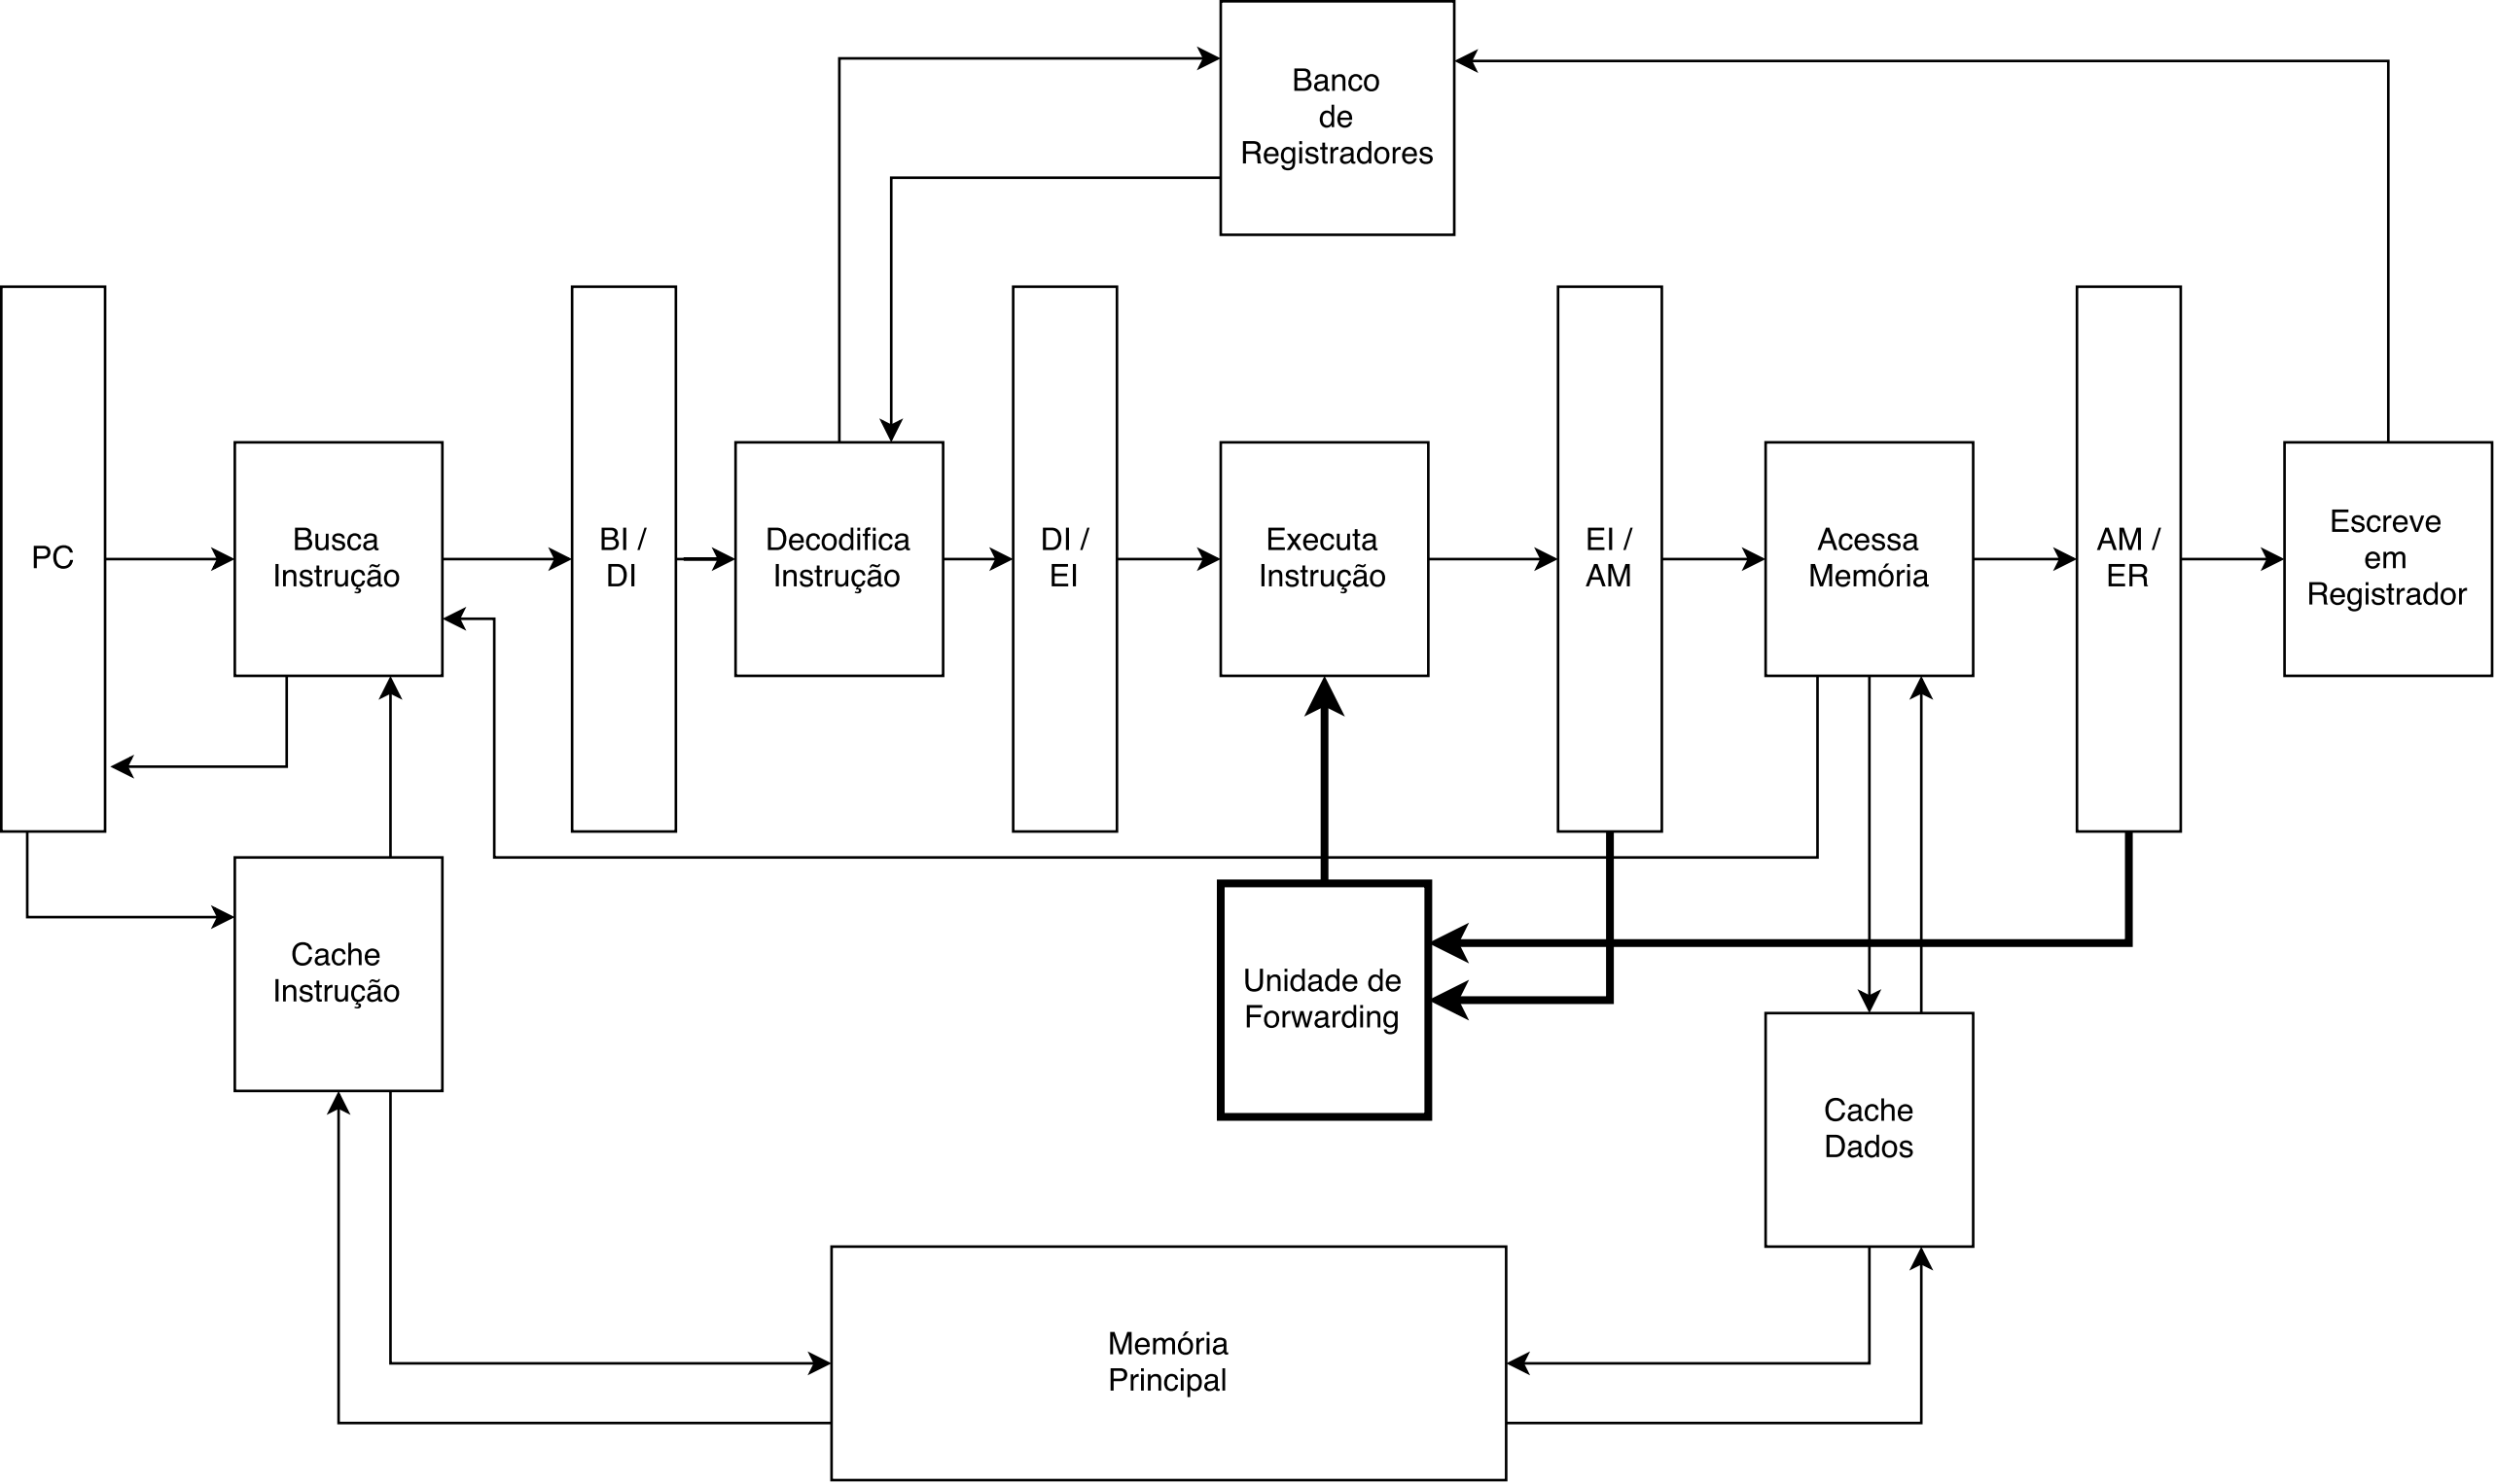 Banco
de
Registradores
PC
Busca
Instrução
BI /
DI
Decodifica
Instrução
DI /
EI
Executa
Instrução
EI /
AM
Acessa
Memória
AM /
ER
Escreve
em
Registrador
Cache
Instrução
Unidade de
Forwarding
Cache
Dados
Memória
Principal